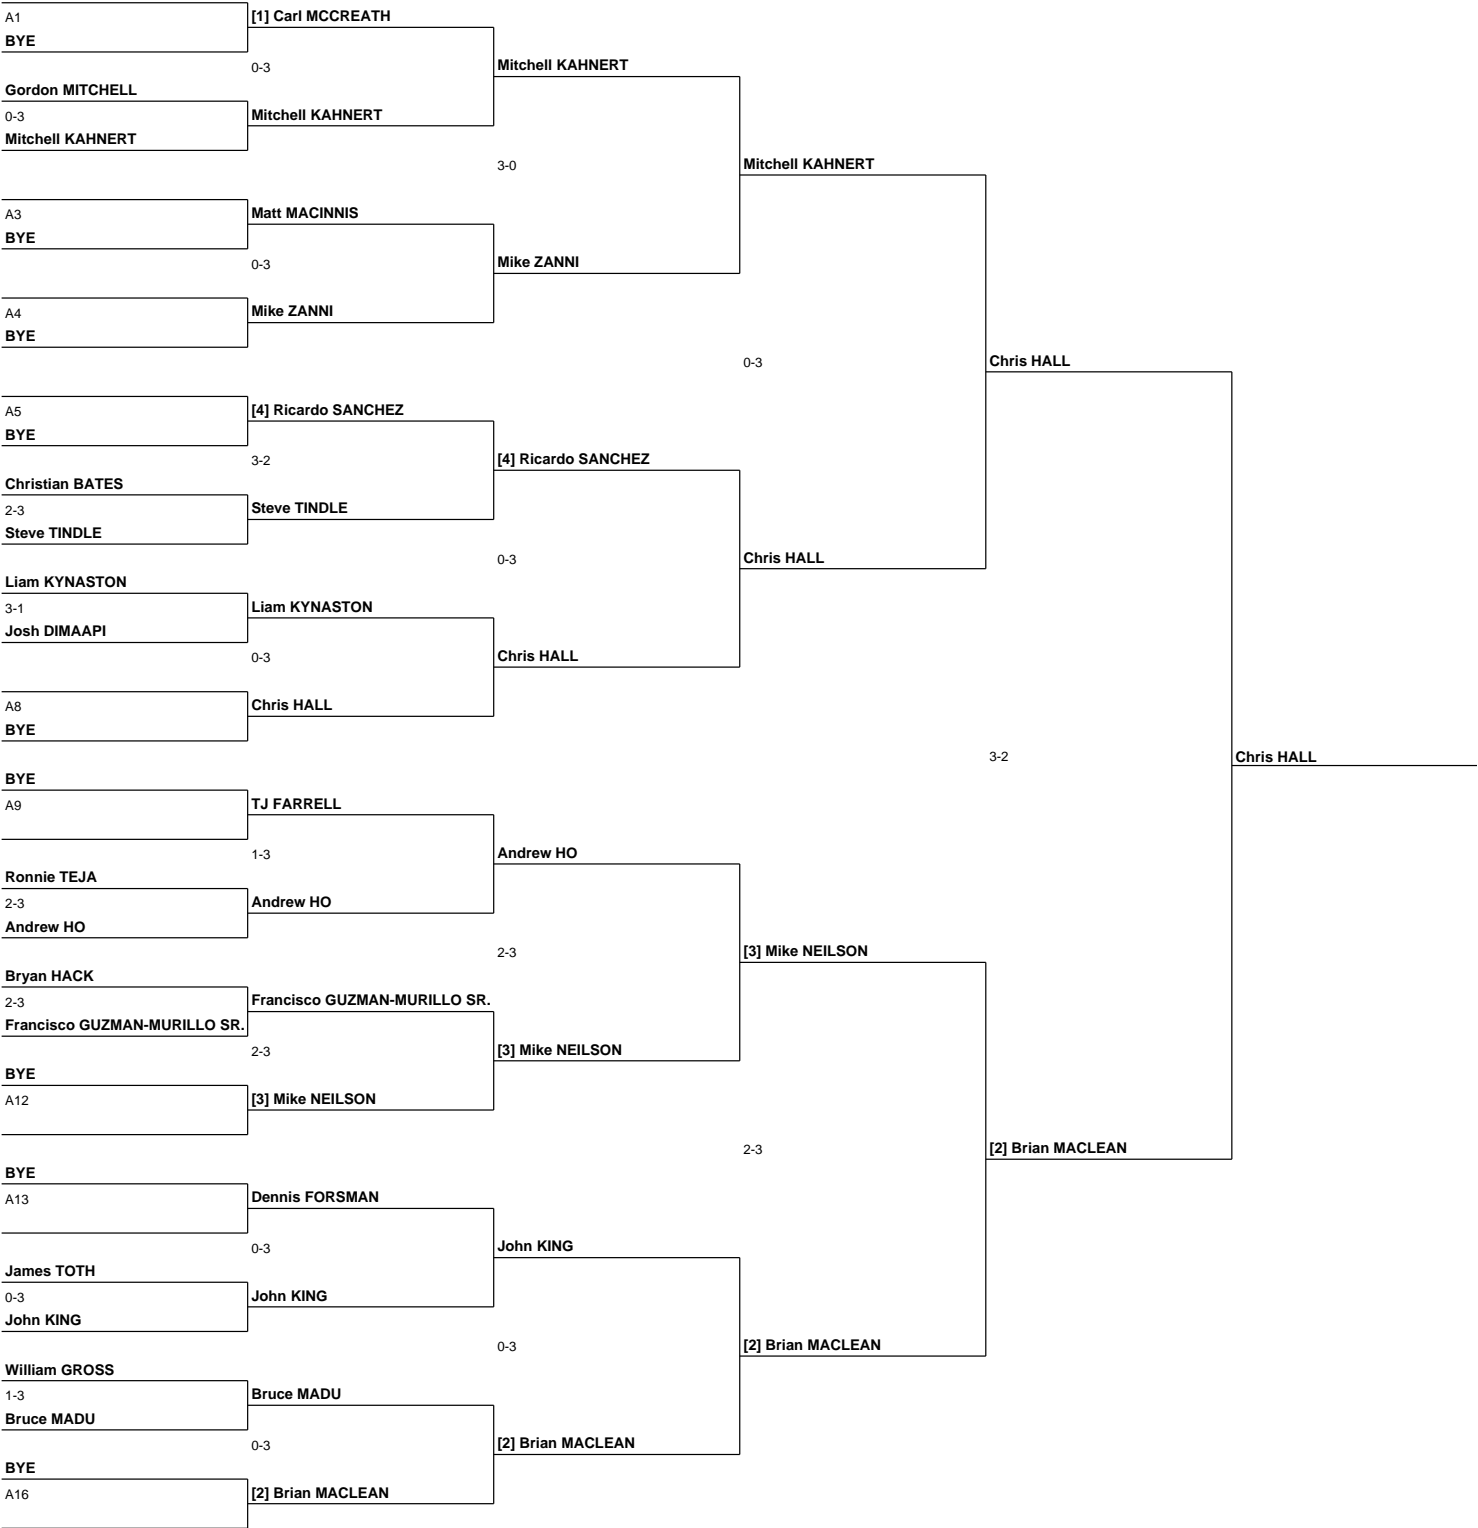 A1
BYE
Gordon MITCHELL
0-3
Mitchell KAHNERT
A3
BYE
A4
BYE
A5
BYE
Christian BATES
2-3
Steve TINDLE
Liam KYNASTON
3-1
Josh DIMAAPI
A8
BYE
BYE
A9
Ronnie TEJA
2-3
Andrew HO
Bryan HACK
2-3
Francisco GUZMAN-MURILLO SR.
BYE
A12
BYE
A13
James TOTH
0-3
John KING
William GROSS
1-3
Bruce MADU
BYE
A16
[1] Carl MCCREATH
0-3
Mitchell KAHNERT
Matt MACINNIS
0-3
Mike ZANNI
[4] Ricardo SANCHEZ
3-2
Steve TINDLE
Liam KYNASTON
0-3
Chris HALL
TJ FARRELL
1-3
Andrew HO
Francisco GUZMAN-MURILLO SR.
2-3
[3] Mike NEILSON
Dennis FORSMAN
0-3
John KING
Bruce MADU
0-3
[2] Brian MACLEAN
Mitchell KAHNERT
3-0
Mike ZANNI
[4] Ricardo SANCHEZ
0-3
Chris HALL
Andrew HO
2-3
[3] Mike NEILSON
John KING
0-3
[2] Brian MACLEAN
Mitchell KAHNERT
0-3
Chris HALL
[3] Mike NEILSON
2-3
[2] Brian MACLEAN
Chris HALL
3-2
[2] Brian MACLEAN
Chris HALL